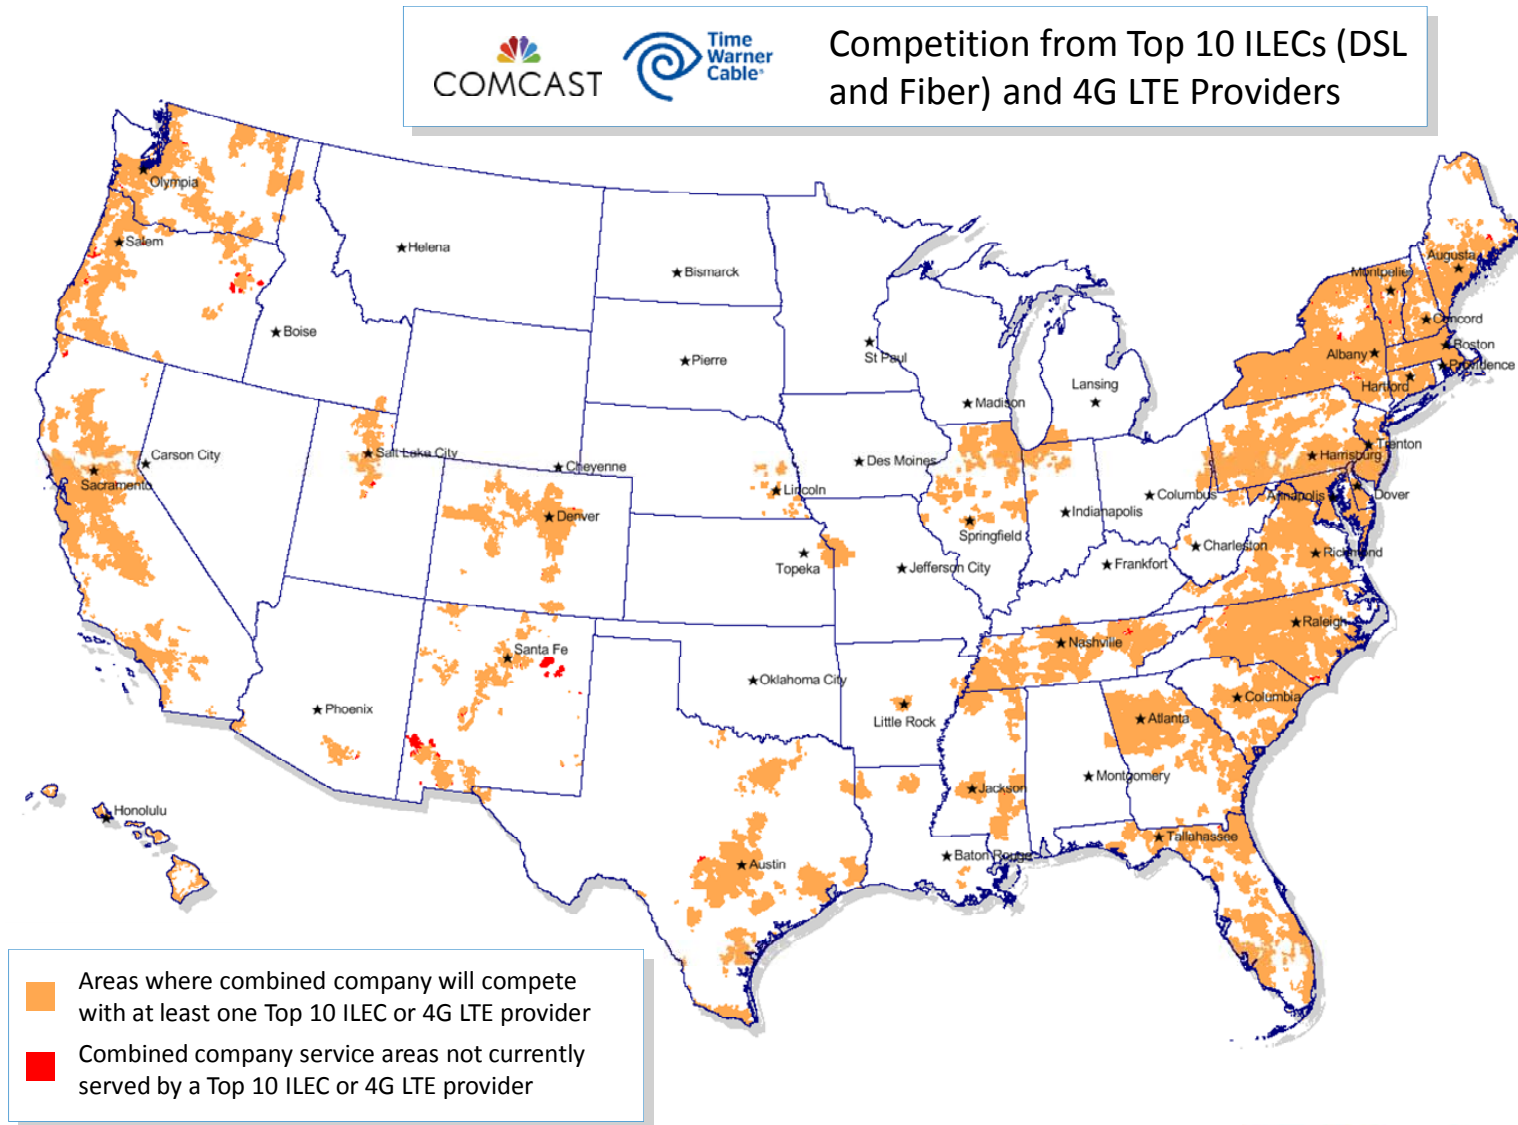 COMCAST
Time
Warner
Cable
Competition from Top 10 ILECs (DSL
and Fiber) and 4G LTE Providers
Olympia
Salem
Helena
Bismarck
Boise
Pierre
St Paul
Lansing
Madison
Augusta
Montpelier
Concord
Boston
Albany
Providence
Hartford
Carson City
Sacramento
Salt Lake City
Cheyenne
Lincoln
Des Moines
Denver
Topeka
Springfield
Indianapolis
Columbus
Trenton
Harrisburg
Annapolis
Dover
Jefferson City
Frankfort
Charleston
Richmond
Santa Fe
Nashville
Raleigh
Phoenix
Oklahoma City
Little Rock
Columbia
Atlanta
Jackson
Montgomery
Honolulu
Austin
Baton Rouge
Tallahassee
Areas where combined company will compete
with at least one Top 10 ILEC or 4G LTE provider
Combined company service areas not currently
served by a Top 10 ILEC or 4G LTE provider